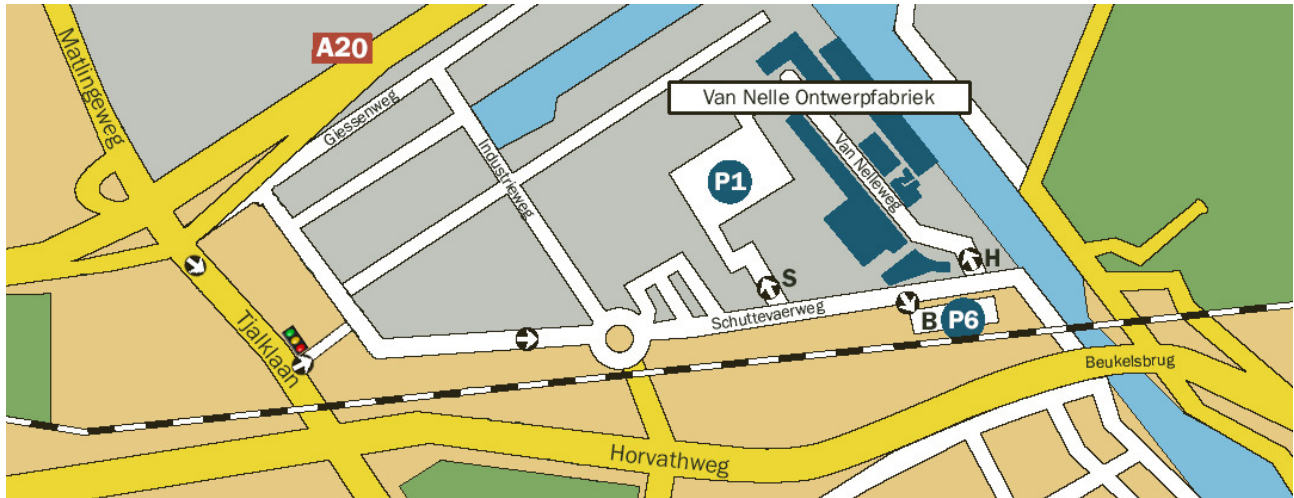 Matlingeweg
A20
Giessenweg
Industrieweg
Van Nelle Ontwerpfabriek
Van Nelleweg
P1
S
H
Schuttevaerweg
B
P6
Tjalklaan
Beukelsbrug
Horvathweg